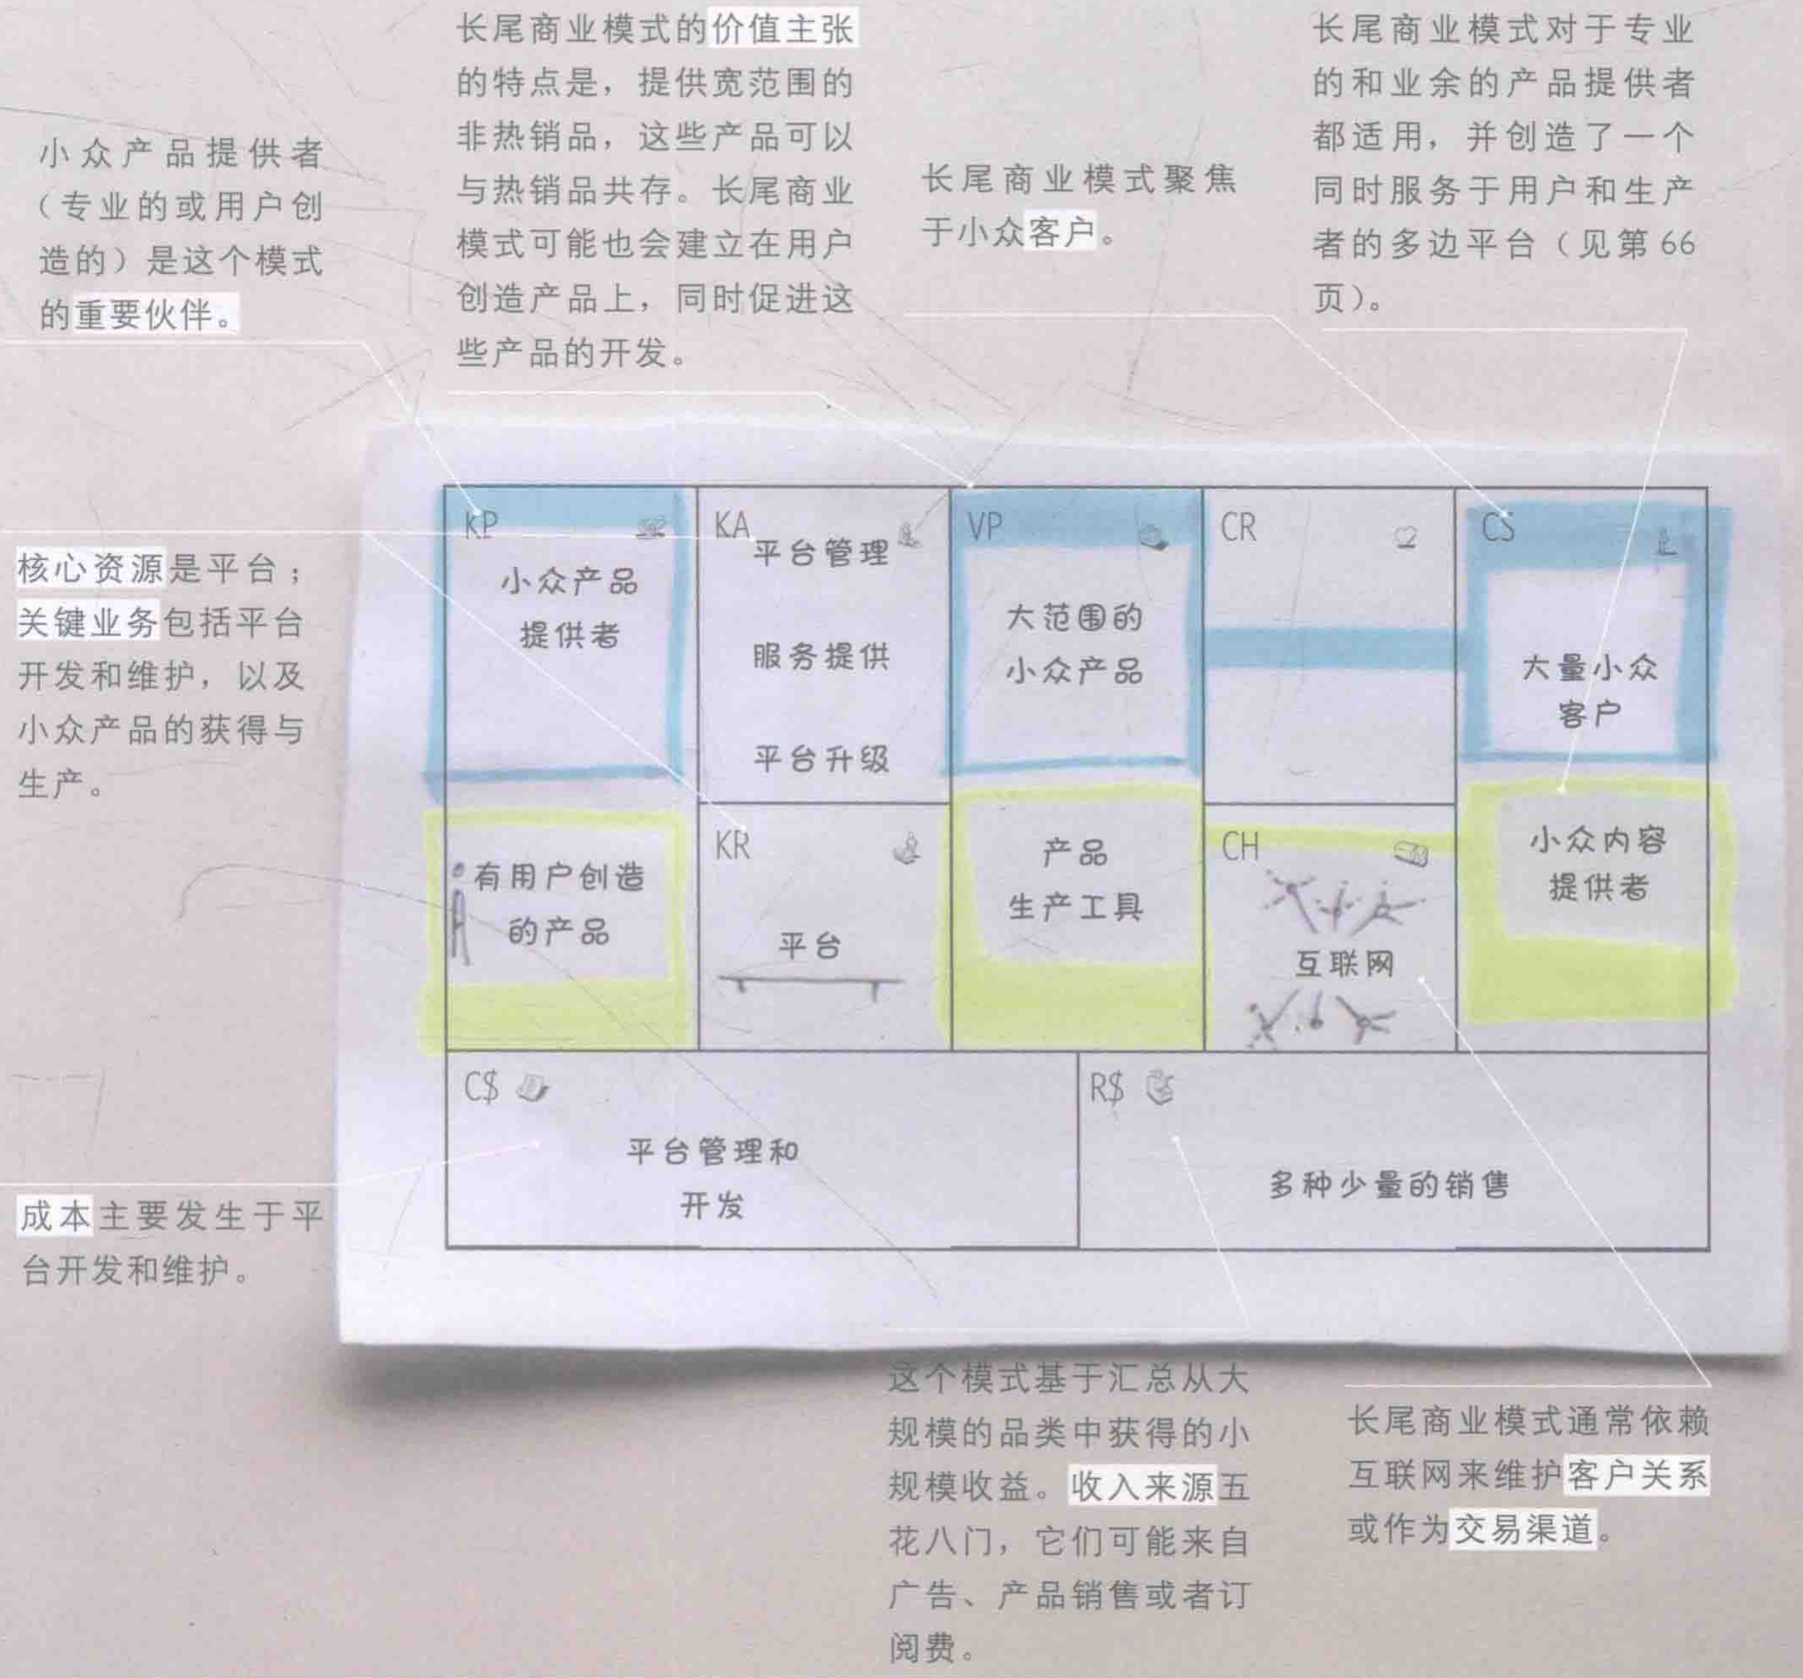 小众产品提供者
（专业的或用户创
造的）是这个模式
的重要伙伴。
长尾商业模式的价值主张
的特点是，提供宽范围的
非热销品，这些产品可以
与热销品共存。长尾商业
模式可能也会建立在用户
创造产品上，同时促进这
些产品的开发。
长尾商业模式聚焦
于小众客户。
长尾商业模式对于专业
的和业余的产品提供者
都适用，并创造了一个
同时服务于用户和生产
者的多边平台（见第 66
页）。
核心资源是平台；
关键业务包括平台
开发和维护，以及
小众产品的获得与
生产。
成本主要发生于平
台开发和维护。
KP
小众产品
提供者
有用户创造
的产品
KA
平台管理
服务提供
平台升级
KR
平台
VP
大范围的
小众产品
产品
生产工具
CR
CH
互联网
CS
大量小众
客户
小众内容
提供者
C$
平台管理和
开发
R$
多种少量的销售
这个模式基于汇总从大
规模的品类中获得的小
规模收益。收入来源五
花八门，它们可能来自
广告、产品销售或者订
阅费。
长尾商业模式通常依赖
互联网来维护客户关系
或作为交易渠道。